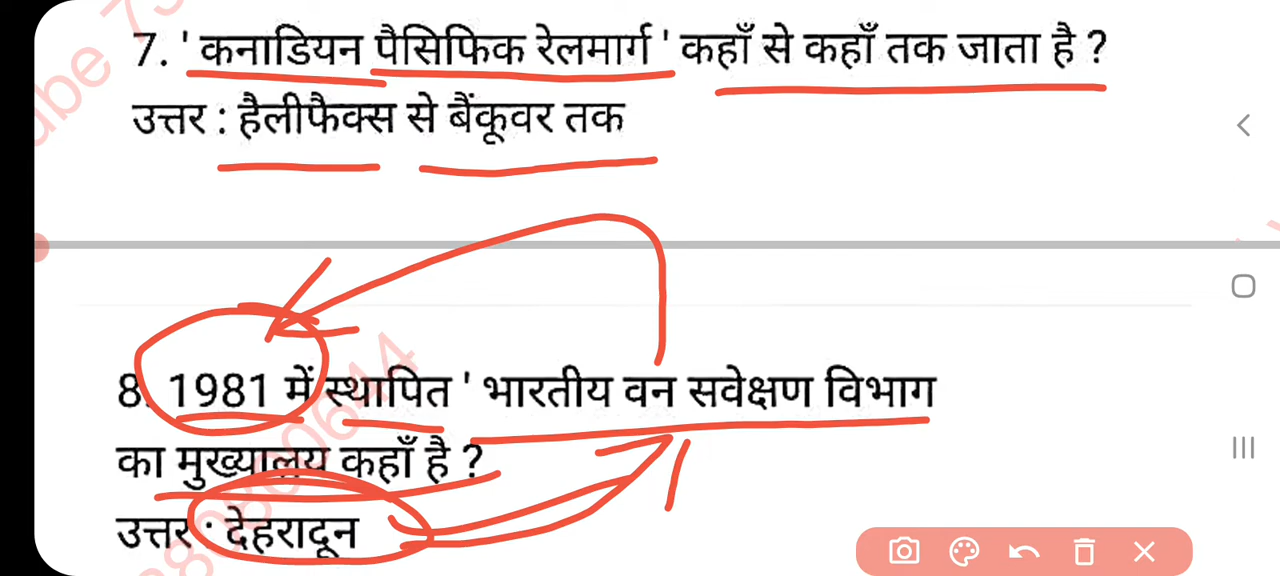 7. ' कनाडियन पैसिफिक रेलमार्ग ' कहाँ से कहाँ तक जाता है ?
उत्तर : हैलीफैक्स से बैंकूवर तक
8. 1981 में स्थापित ' भारतीय वन सवेक्षण विभाग
का मुख्यालय कहाँ है ?
उत्तर : देहरादून